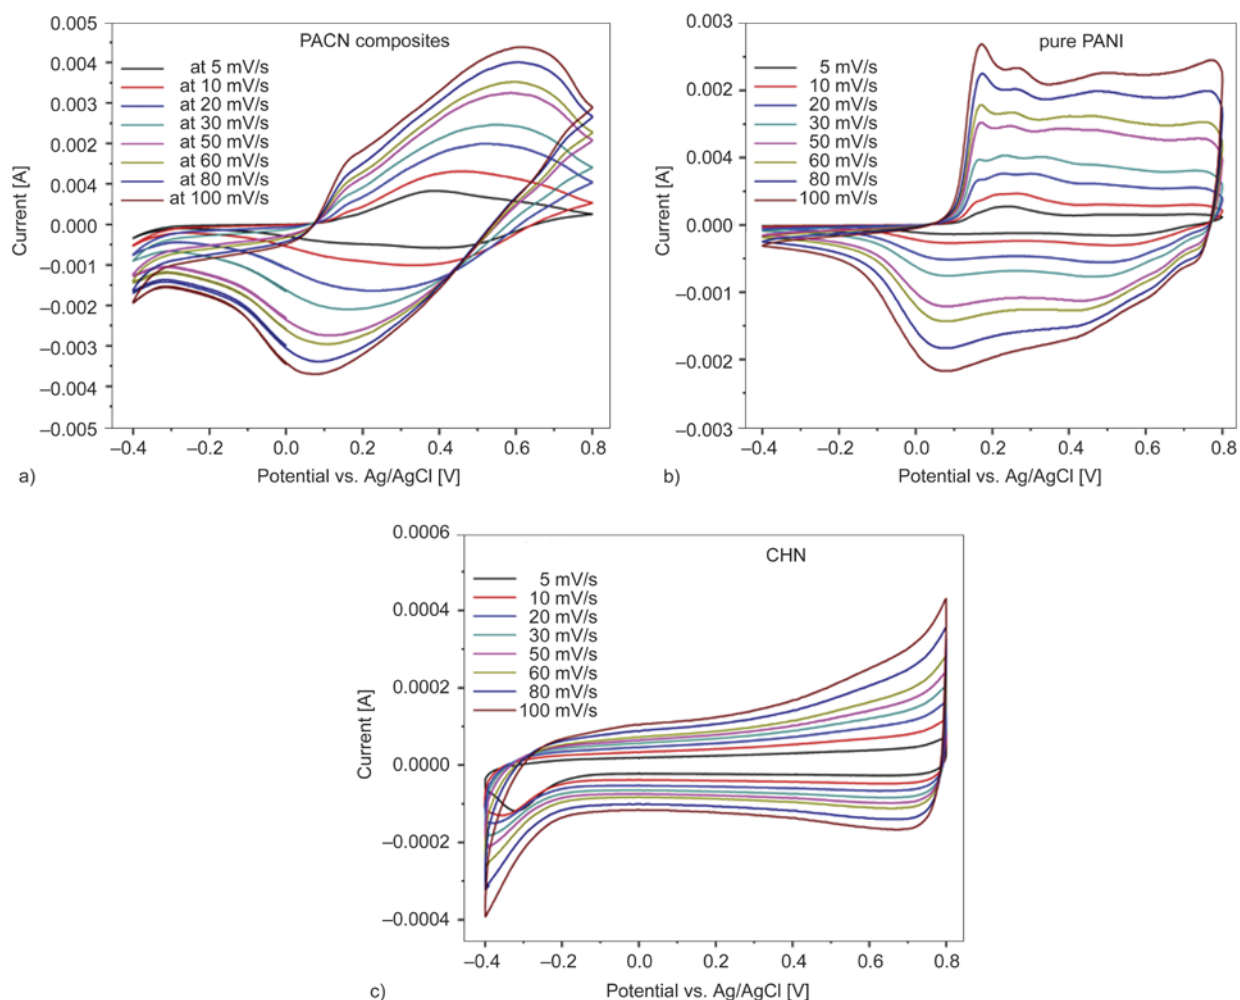 PACN composites
Current [A]
0.005
0.004
0.003
0.002
0.004
0.000
–0.001
–0.002
–0.003
–0.004
–0.005
at 5 mV/s
at 10 mV/s
at 20 mV/s
at 30 mV/s
at 50 mV/s
at 60 mV/s
at 80 mV/s
at 100 mV/s
–0.4 –0.2 0.0 0.2 0.4 0.6 0.8
Potential vs. Ag/AgCl [V]
a)
pure PANI
Current [A]
0.003
0.002
0.004
0.000
–0.001
–0.002
–0.003
5 mV/s
10 mV/s
20 mV/s
30 mV/s
50 mV/s
60 mV/s
80 mV/s
100 mV/s
–0.4 –0.2 0.0 0.2 0.4 0.6 0.8
Potential vs. Ag/AgCl [V]
b)
CHN
Current [A]
0.0006
0.0004
0.0002
0.0000
–0.0002
–0.0004
5 mV/s
10 mV/s
20 mV/s
30 mV/s
50 mV/s
60 mV/s
80 mV/s
100 mV/s
–0.4 –0.2 0.0 0.2 0.4 0.6 0.8
Potential vs. Ag/AgCl [V]
c)